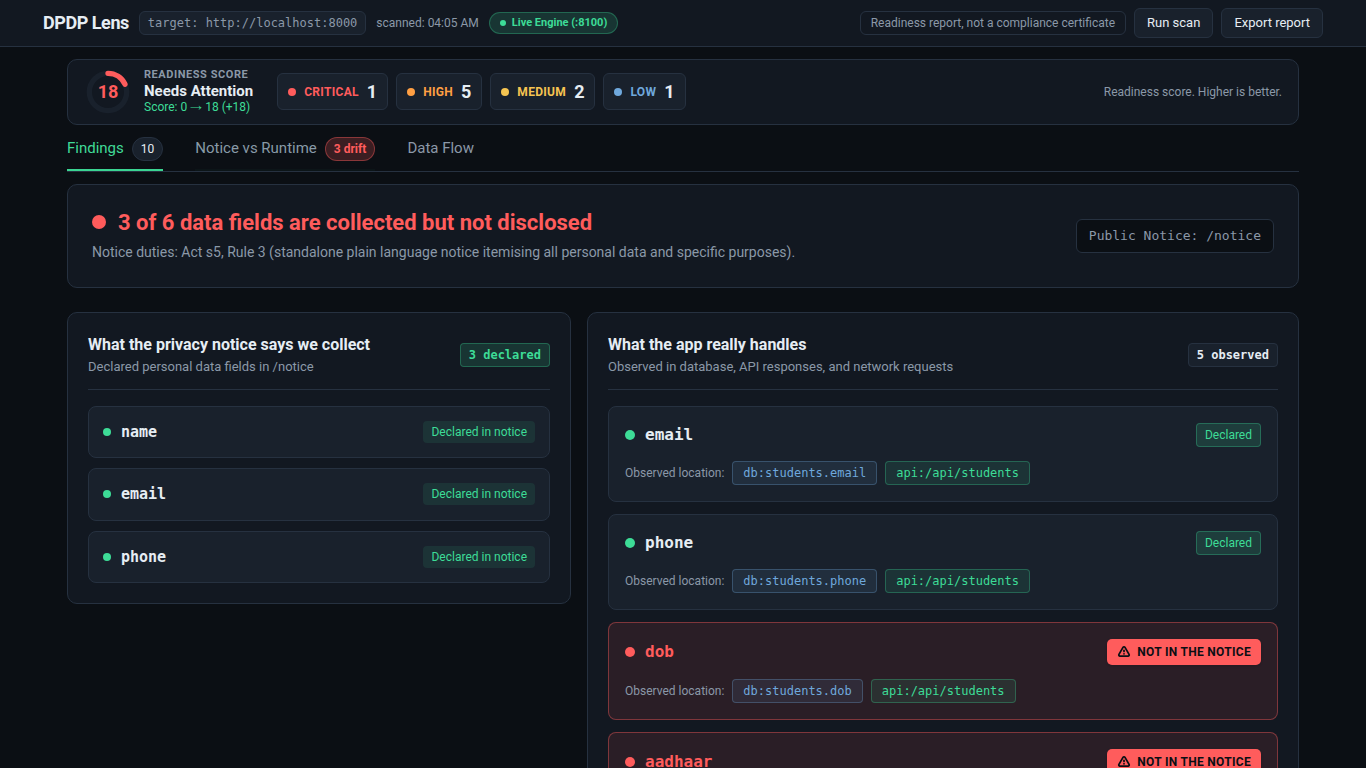 DPDP Lens target: http://localhost:8000 scanned: 04:05 AM Live Engine (:8100) Readiness report, not a compliance certificate Run scan Export report
18 READINESS SCORE
Needs Attention
Score: 0 → 18 (+18)
CRITICAL 1 HIGH 5 MEDIUM 2 LOW 1 Readiness score. Higher is better.
Findings 10 Notice vs Runtime 3 drift Data Flow
3 of 6 data fields are collected but not disclosed
Notice duties: Act s5, Rule 3 (standalone plain language notice itemising all personal data and specific purposes).
Public Notice: /notice
What the privacy notice says we collect
Declared personal data fields in /notice
3 declared
name Declared in notice
email Declared in notice
phone Declared in notice
What the app really handles
Observed in database, API responses, and network requests
5 observed
email Declared
Observed location: db:students.email api:/api/students
phone Declared
Observed location: db:students.phone api:/api/students
dob NOT IN THE NOTICE
Observed location: db:students.dob api:/api/students
aadhaar NOT IN THE NOTICE